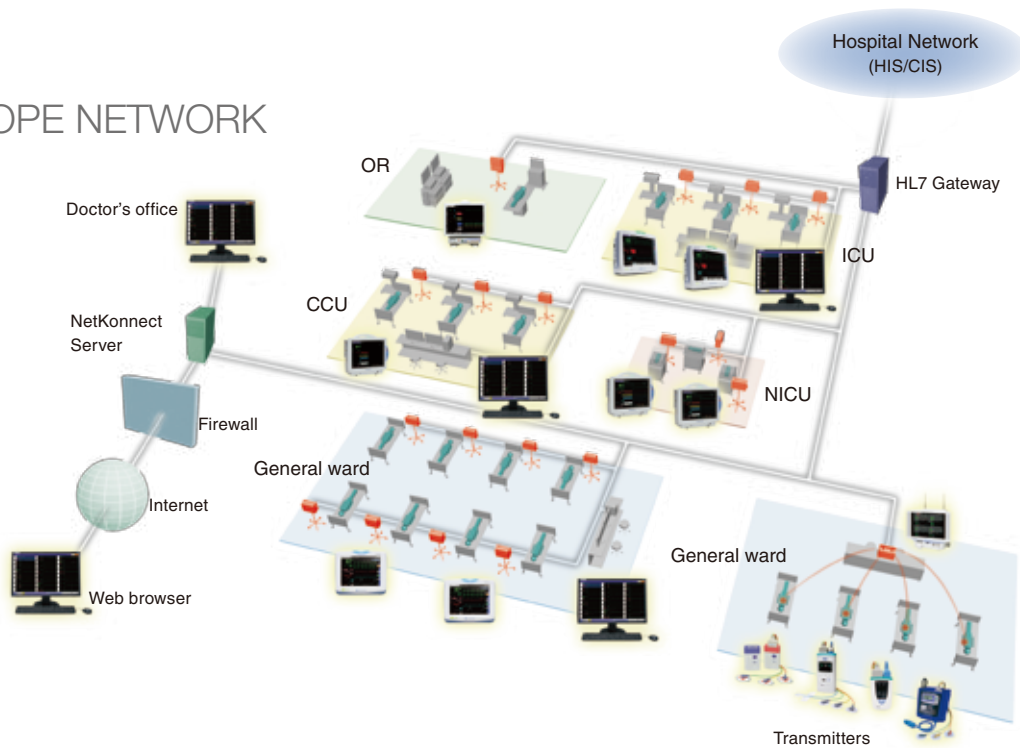 Hospital Network
(HIS/CIS)
OPE NETWORK
OR
HL7 Gateway
Doctor's office
ICU
CCU
NetKonnect
Server
NICU
Firewall
General ward
Internet
General ward
Web browser
Transmitters